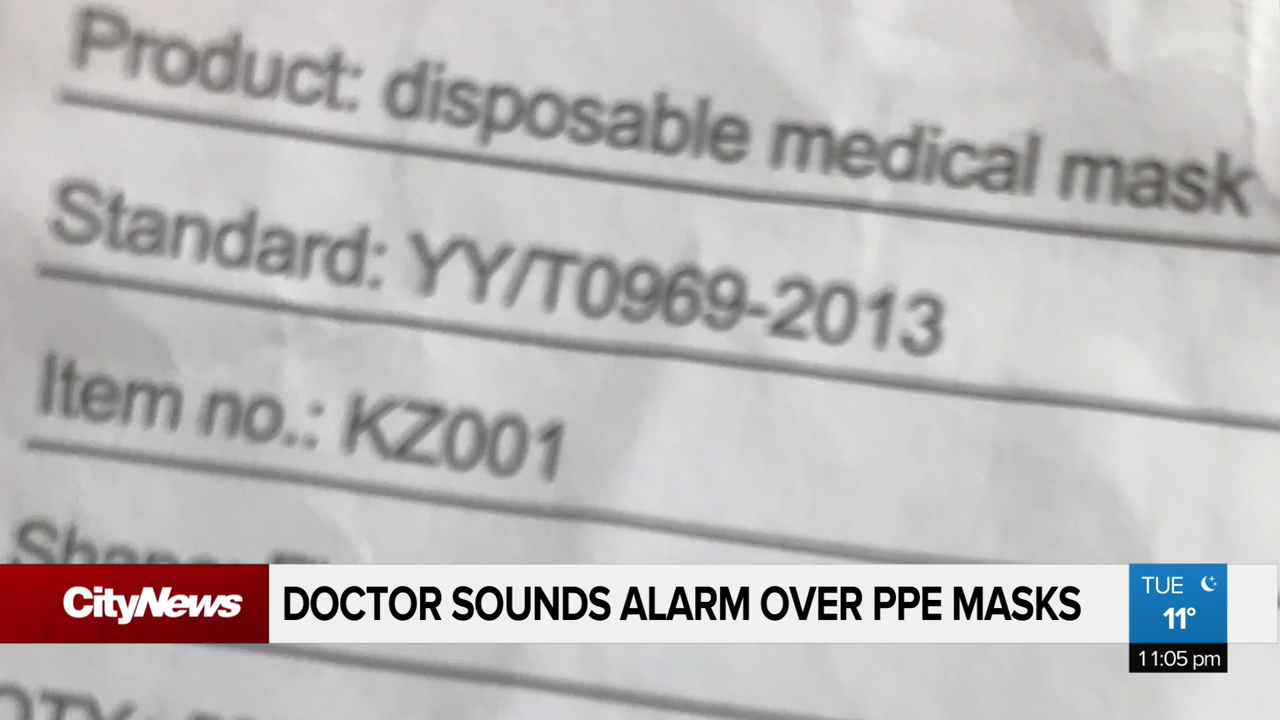 Product: disposable medical mask
Standard: YY/T0969-2013
Item no.: KZ001
CityNews
DOCTOR SOUNDS ALARM OVER PPE MASKS
TUE
11°
11:05 pm